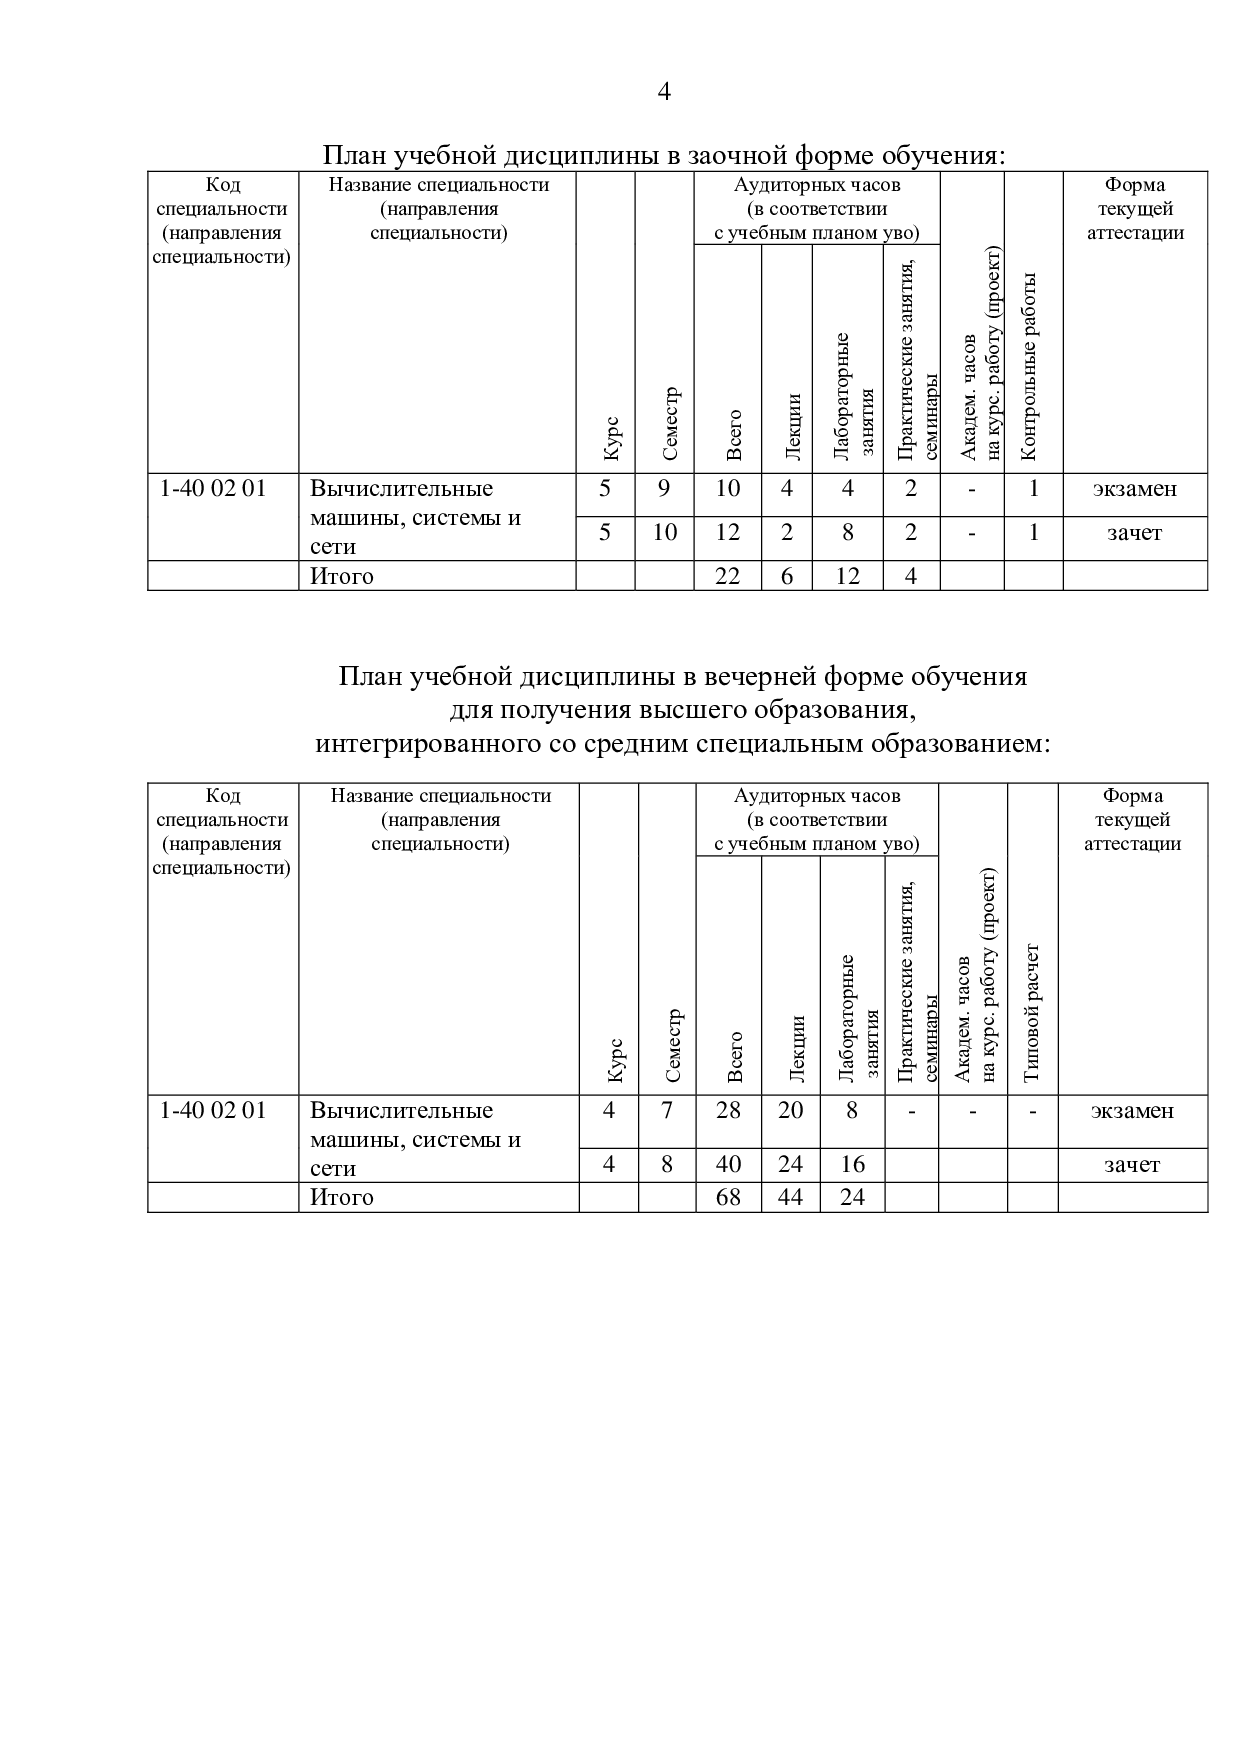 4
План учебной дисциплины в заочной форме обучения:
Код
специальности
(направления
специальности)
Название специальности
(направления
специальности)
Курс
Семестр
Аудиторных часов
(в соответствии
с учебным планом уво)
Всего
Лекции
Лабораторные
занятия
Практические занятия,
семинары
Академ. часов
на курс. работу (проект)
Контрольные работы
Форма
текущей
аттестации
1-40 02 01
Вычислительные
машины, системы и
сети
5 9 10 4 4 2 - 1 экзамен
5 10 12 2 8 2 - 1 зачет
Итого 22 6 12 4
План учебной дисциплины в вечерней форме обучения
для получения высшего образования,
интегрированного со средним специальным образованием:
Код
специальности
(направления
специальности)
Название специальности
(направления
специальности)
Курс
Семестр
Аудиторных часов
(в соответствии
с учебным планом уво)
Всего
Лекции
Лабораторные
занятия
Практические занятия,
семинары
Академ. часов
на курс. работу (проект)
Типовой расчет
Форма
текущей
аттестации
1-40 02 01
Вычислительные
машины, системы и
сети
4 7 28 20 8 - - - экзамен
4 8 40 24 16 зачет
Итого 68 44 24